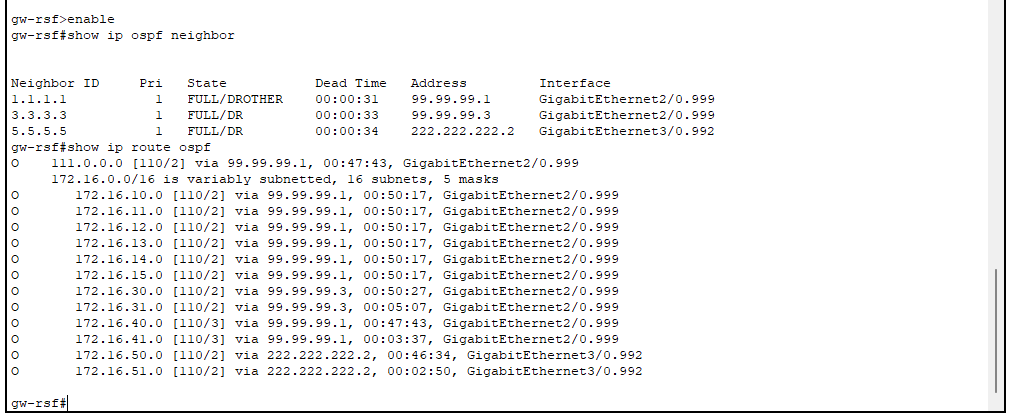 gw-rsf>enable
gw-rsf#show ip ospf neighbor
Neighbor ID     Pri   State           Dead Time   Address         Interface
1.1.1.1           1   FULL/DROTHER    00:00:31    99.99.99.1      GigabitEthernet2/0.999
3.3.3.3           1   FULL/DR         00:00:33    99.99.99.3      GigabitEthernet2/0.999
5.5.5.5           1   FULL/DR         00:00:34    222.222.222.2   GigabitEthernet3/0.992
gw-rsf#show ip route ospf
O    111.0.0.0 [110/2] via 99.99.99.1, 00:47:43, GigabitEthernet2/0.999
     172.16.0.0/16 is variably subnetted, 16 subnets, 5 masks
O       172.16.10.0 [110/2] via 99.99.99.1, 00:50:17, GigabitEthernet2/0.999
O       172.16.11.0 [110/2] via 99.99.99.1, 00:50:17, GigabitEthernet2/0.999
O       172.16.12.0 [110/2] via 99.99.99.1, 00:50:17, GigabitEthernet2/0.999
O       172.16.13.0 [110/2] via 99.99.99.1, 00:50:17, GigabitEthernet2/0.999
O       172.16.14.0 [110/2] via 99.99.99.1, 00:50:17, GigabitEthernet2/0.999
O       172.16.15.0 [110/2] via 99.99.99.1, 00:50:17, GigabitEthernet2/0.999
O       172.16.30.0 [110/2] via 99.99.99.3, 00:50:27, GigabitEthernet2/0.999
O       172.16.31.0 [110/2] via 99.99.99.3, 00:05:07, GigabitEthernet2/0.999
O       172.16.40.0 [110/3] via 99.99.99.1, 00:47:43, GigabitEthernet2/0.999
O       172.16.41.0 [110/3] via 99.99.99.1, 00:03:37, GigabitEthernet2/0.999
O       172.16.50.0 [110/2] via 222.222.222.2, 00:46:34, GigabitEthernet3/0.992
O       172.16.51.0 [110/2] via 222.222.222.2, 00:02:50, GigabitEthernet3/0.992
gw-rsf#